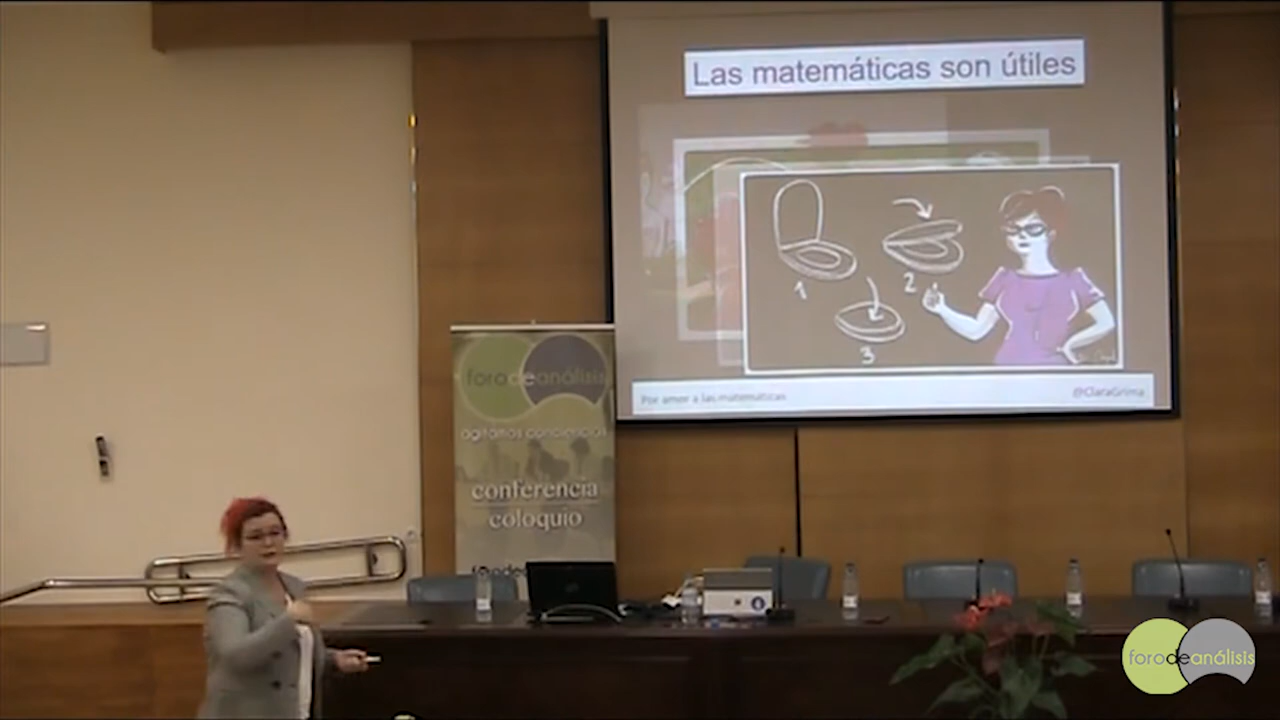 Las matemáticas son útiles
1
2
3
Por amor a las matemáticas
@ClaraGrima
forodeanálisis
agitamos conciencias
conferencia
coloquio
forodeanálisis